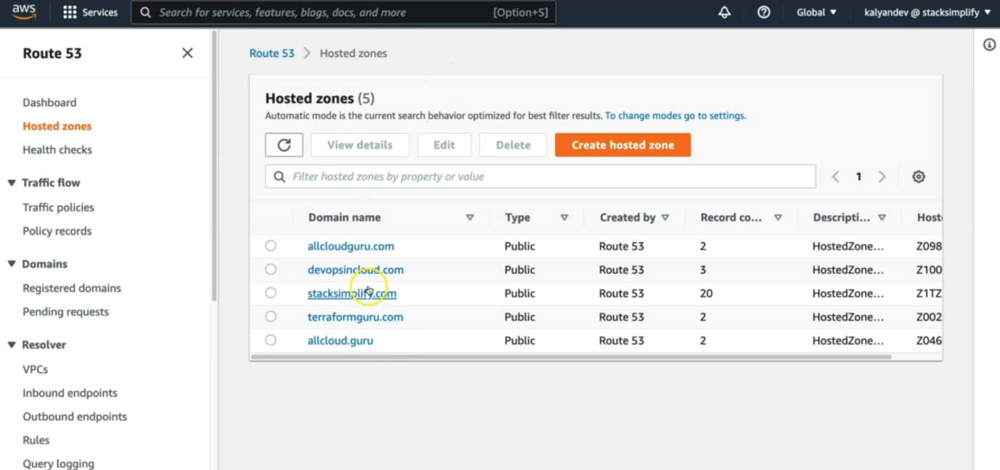 aws Services Search for services, features, blogs, docs, and more [Option+S] Global ▼ kalyandev @ stacksimplify ▼
Route 53
Dashboard
Hosted zones
Health checks
Traffic flow
Traffic policies
Policy records
Domains
Registered domains
Pending requests
Resolver
VPCs
Inbound endpoints
Outbound endpoints
Rules
Query logging
Route 53 > Hosted zones
Hosted zones (5)
Automatic mode is the current search behavior optimized for best filter results. To change modes go to settings.
View details Edit Delete Create hosted zone
Filter hosted zones by property or value < 1 >
Domain name Type Created by Record co... Descripti... Host
allcloudguru.com Public Route 53 2 HostedZone... Z098
devopsincloud.com Public Route 53 3 HostedZone... Z100
stacksimplify.com Public Route 53 20 HostedZone... Z1TZ
terraformguru.com Public Route 53 2 HostedZone... Z002
allcloud.guru Public Route 53 2 HostedZone... Z046